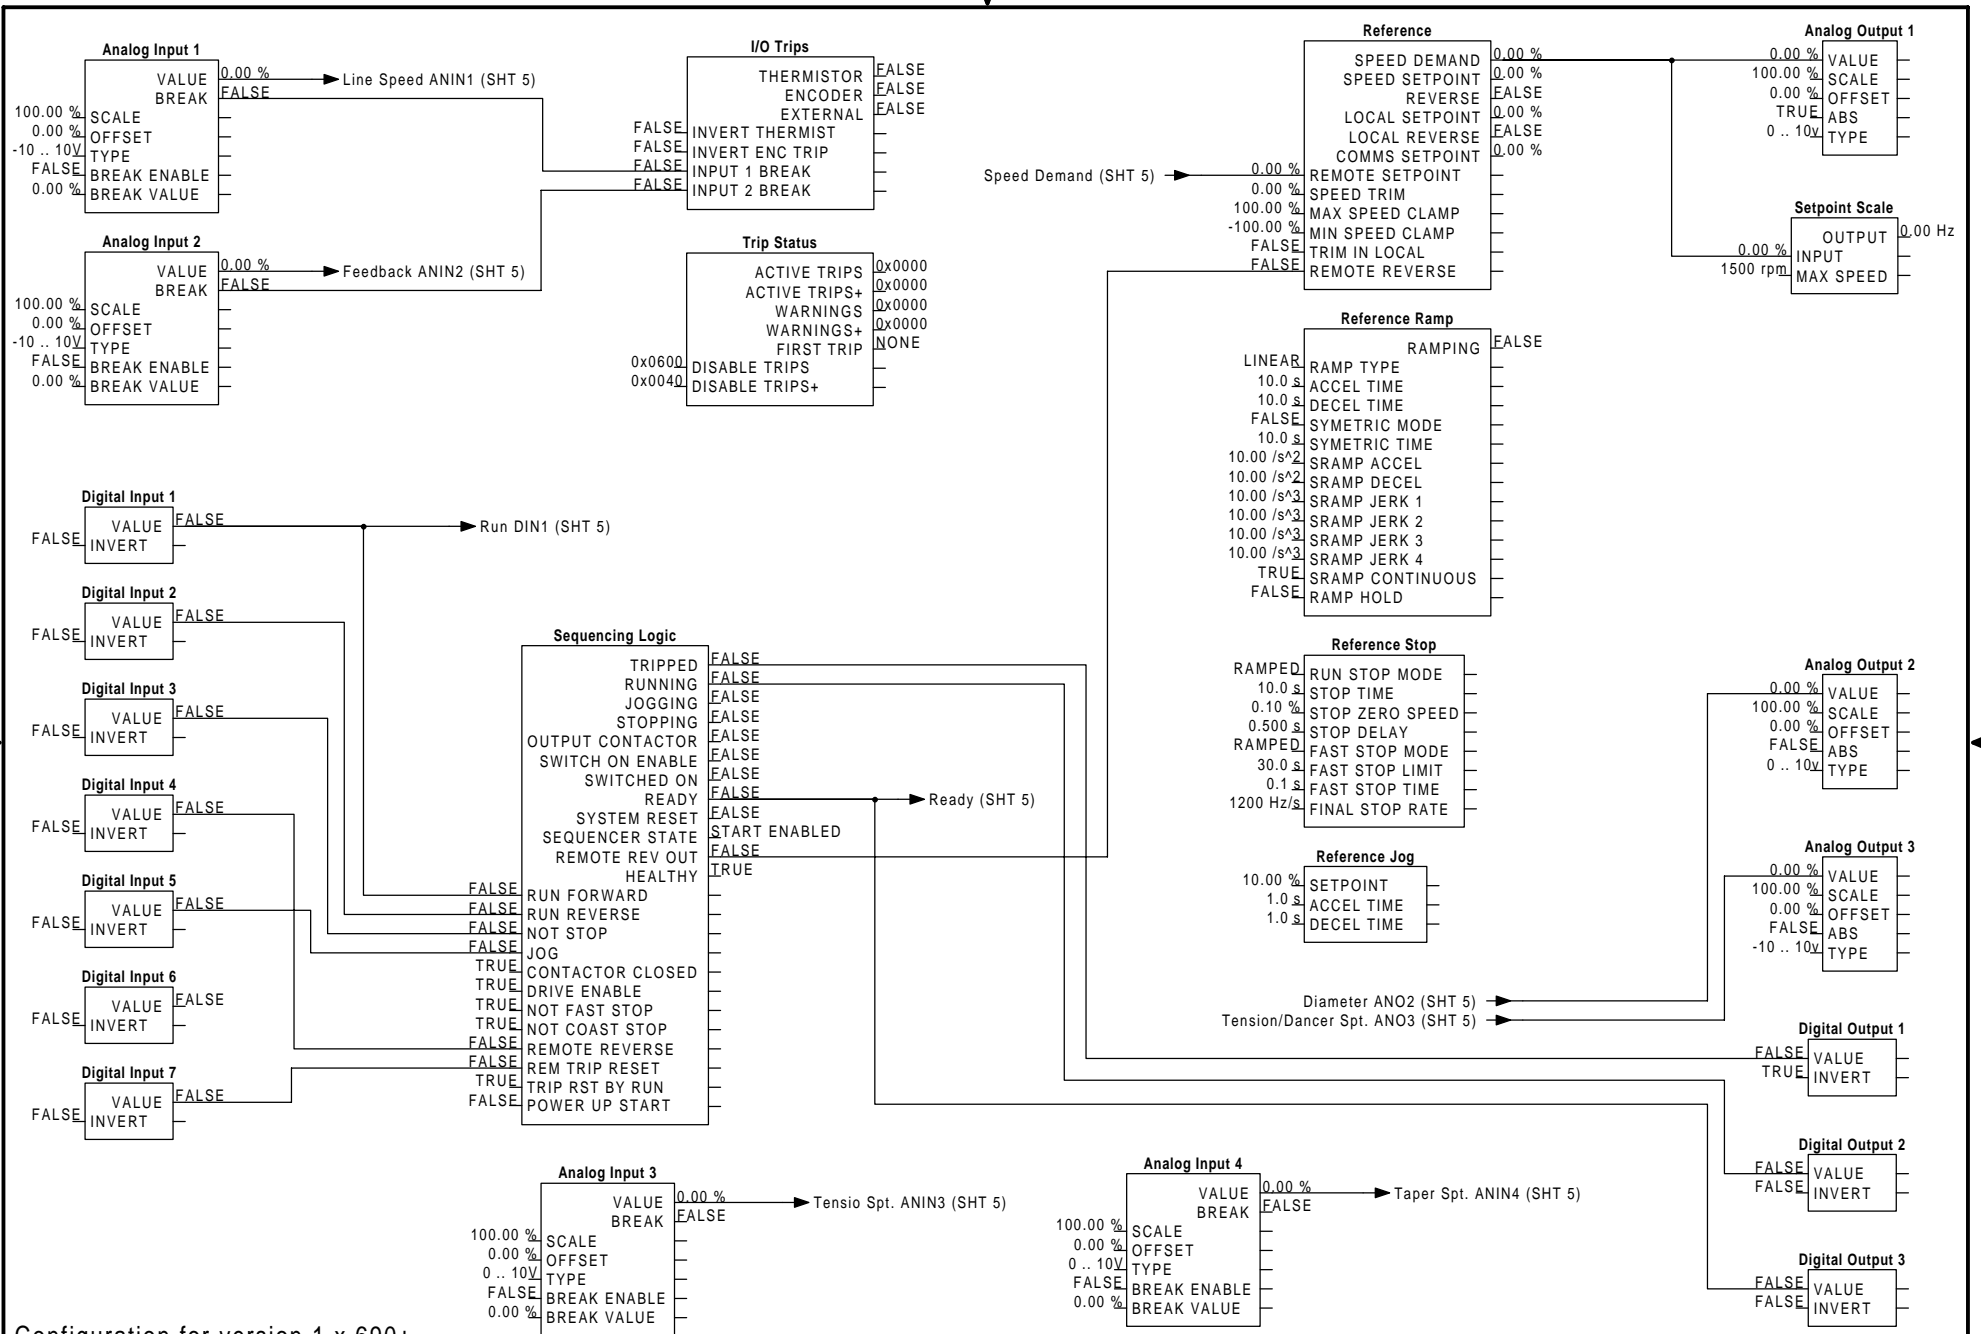 Analog Input 1
VALUE 0.00 %
Line Speed ANIN1 (SHT 5)
BREAK FALSE
100.00 % SCALE
0.00 % OFFSET
-10 .. 10V TYPE
FALSE BREAK ENABLE
0.00 % BREAK VALUE
Analog Input 2
VALUE 0.00 %
Feedback ANIN2 (SHT 5)
BREAK FALSE
100.00 % SCALE
0.00 % OFFSET
-10 .. 10V TYPE
FALSE BREAK ENABLE
0.00 % BREAK VALUE
I/O Trips
THERMISTOR FALSE
ENCODER FALSE
EXTERNAL FALSE
FALSE INVERT THERMIST
FALSE INVERT ENC TRIP
FALSE INPUT 1 BREAK
FALSE INPUT 2 BREAK
Trip Status
ACTIVE TRIPS 0x0000
ACTIVE TRIPS+ 0x0000
WARNINGS 0x0000
WARNINGS+ 0x0000
FIRST TRIP NONE
0x0600 DISABLE TRIPS
0x0040 DISABLE TRIPS+
Reference
SPEED DEMAND 0.00 %
SPEED SETPOINT 0.00 %
REVERSE FALSE
LOCAL SETPOINT 0.00 %
LOCAL REVERSE FALSE
COMMS SETPOINT 0.00 %
Speed Demand (SHT 5)
0.00 % REMOTE SETPOINT
0.00 % SPEED TRIM
100.00 % MAX SPEED CLAMP
-100.00 % MIN SPEED CLAMP
FALSE TRIM IN LOCAL
FALSE REMOTE REVERSE
Analog Output 1
0.00 % VALUE
100.00 % SCALE
0.00 % OFFSET
TRUE ABS
0 .. 10v TYPE
Setpoint Scale
OUTPUT 0.00 Hz
0.00 % INPUT
1500 rpm MAX SPEED
Reference Ramp
RAMPING FALSE
LINEAR RAMP TYPE
10.0 s ACCEL TIME
10.0 s DECEL TIME
FALSE SYMETRIC MODE
10.0 s SYMETRIC TIME
10.00 /s^2 SRAMP ACCEL
10.00 /s^2 SRAMP DECEL
10.00 /s^3 SRAMP JERK 1
10.00 /s^3 SRAMP JERK 2
10.00 /s^3 SRAMP JERK 3
10.00 /s^3 SRAMP JERK 4
TRUE SRAMP CONTINUOUS
FALSE RAMP HOLD
Digital Input 1
VALUE FALSE
Run DIN1 (SHT 5)
FALSE INVERT
Digital Input 2
VALUE FALSE
FALSE INVERT
Digital Input 3
VALUE FALSE
FALSE INVERT
Digital Input 4
VALUE FALSE
FALSE INVERT
Digital Input 5
VALUE FALSE
FALSE INVERT
Digital Input 6
VALUE FALSE
FALSE INVERT
Digital Input 7
VALUE FALSE
FALSE INVERT
Sequencing Logic
TRIPPED FALSE
RUNNING FALSE
JOGGING FALSE
STOPPING FALSE
OUTPUT CONTACTOR FALSE
SWITCH ON ENABLE FALSE
SWITCHED ON FALSE
READY FALSE
Ready (SHT 5)
SYSTEM RESET FALSE
SEQUENCER STATE START ENABLED
REMOTE REV OUT FALSE
HEALTHY TRUE
FALSE RUN FORWARD
FALSE RUN REVERSE
FALSE NOT STOP
FALSE JOG
TRUE CONTACTOR CLOSED
TRUE DRIVE ENABLE
TRUE NOT FAST STOP
TRUE NOT COAST STOP
FALSE REMOTE REVERSE
FALSE REM TRIP RESET
TRUE TRIP RST BY RUN
FALSE POWER UP START
Reference Stop
RAMPED RUN STOP MODE
10.0 s STOP TIME
0.10 % STOP ZERO SPEED
0.500 s STOP DELAY
RAMPED FAST STOP MODE
30.0 s FAST STOP LIMIT
0.1 s FAST STOP TIME
1200 Hz/s FINAL STOP RATE
Reference Jog
10.00 % SETPOINT
1.0 s ACCEL TIME
1.0 s DECEL TIME
Analog Output 2
0.00 % VALUE
100.00 % SCALE
0.00 % OFFSET
FALSE ABS
0 .. 10v TYPE
Analog Output 3
0.00 % VALUE
100.00 % SCALE
0.00 % OFFSET
FALSE ABS
-10 .. 10v TYPE
Diameter ANO2 (SHT 5)
Tension/Dancer Spt. ANO3 (SHT 5)
Digital Output 1
FALSE VALUE
TRUE INVERT
Digital Output 2
FALSE VALUE
FALSE INVERT
Digital Output 3
FALSE VALUE
FALSE INVERT
Analog Input 3
VALUE 0.00 %
Tensio Spt. ANIN3 (SHT 5)
BREAK FALSE
100.00 % SCALE
0.00 % OFFSET
0 .. 10V TYPE
FALSE BREAK ENABLE
0.00 % BREAK VALUE
Analog Input 4
VALUE 0.00 %
Taper Spt. ANIN4 (SHT 5)
BREAK FALSE
100.00 % SCALE
0.00 % OFFSET
0 .. 10V TYPE
FALSE BREAK ENABLE
0.00 % BREAK VALUE
Configuration for version 1.x 690+